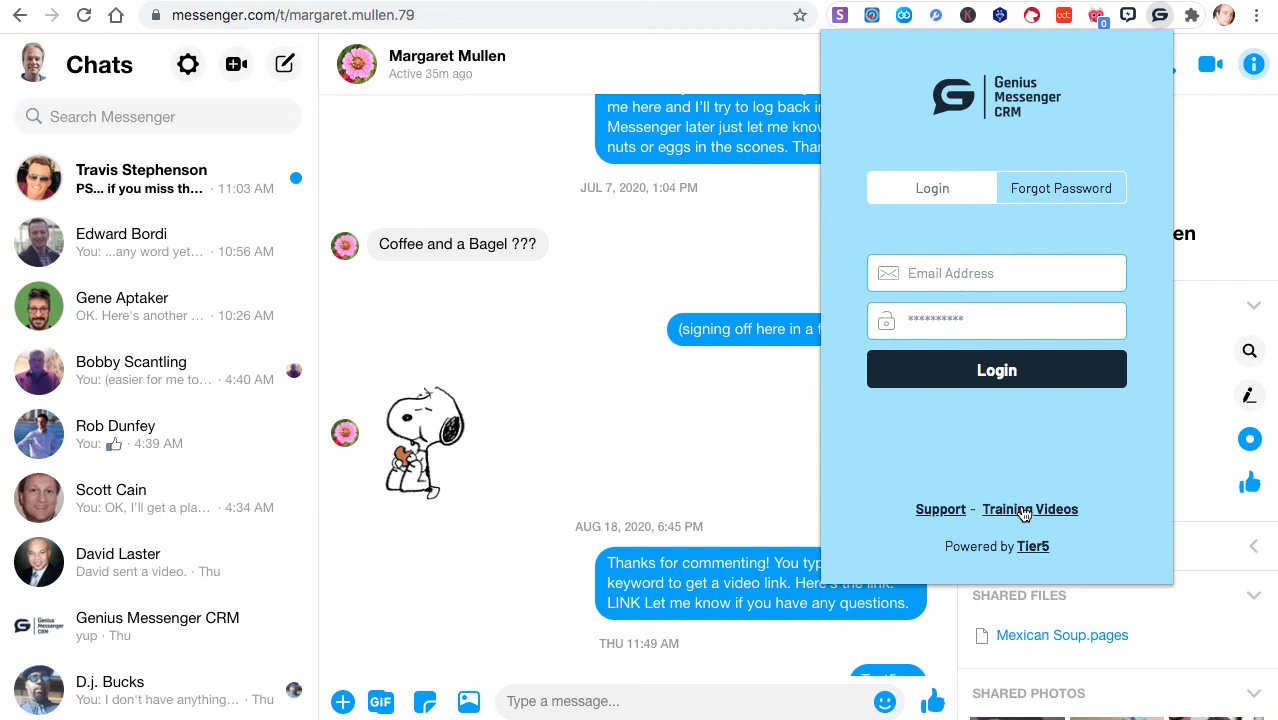 messenger.com/t/margaret.mullen.79
0
Chats
Search Messenger
Travis Stephenson
PS... if you miss th... · 11:03 AM
Edward Bordi
You: ...any word yet... · 10:56 AM
Gene Aptaker
OK. Here's another ... · 10:26 AM
Bobby Scantling
You: (easier for me to... · 4:40 AM
Rob Dunfey
You: · 4:39 AM
Scott Cain
You: OK, I'll get a pla... · 4:34 AM
David Laster
David sent a video. · Thu
Genius Messenger CRM
yup · Thu
D.j. Bucks
You: I don't have anything... · Thu
Margaret Mullen
Active 35m ago
me here and I'll try to log back in
Messenger later just let me know
nuts or eggs in the scones. Than
JUL 7, 2020, 1:04 PM
Coffee and a Bagel ???
(signing off here in a f
AUG 18, 2020, 6:45 PM
Thanks for commenting! You typ
keyword to get a video link. Here's the link.
LINK Let me know if you have any questions.
THU 11:49 AM
GIF
Type a message...
Genius
Messenger
CRM
Login
Forgot Password
Email Address
**********
Login
Support - Training Videos
Powered by Tier5
en
SHARED FILES
Mexican Soup.pages
SHARED PHOTOS